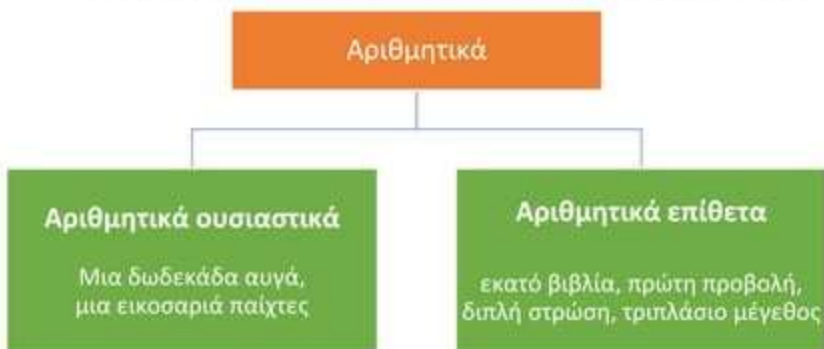 Αριθμητικά
Αριθμητικά ουσιαστικά
Μια δωδεκάδα αυγά,
μια εικοσαριά παίχτες
Αριθμητικά επίθετα
εκατό βιβλία, πρώτη προβολή,
διπλή στρώση, τριπλάσιο μέγεθος